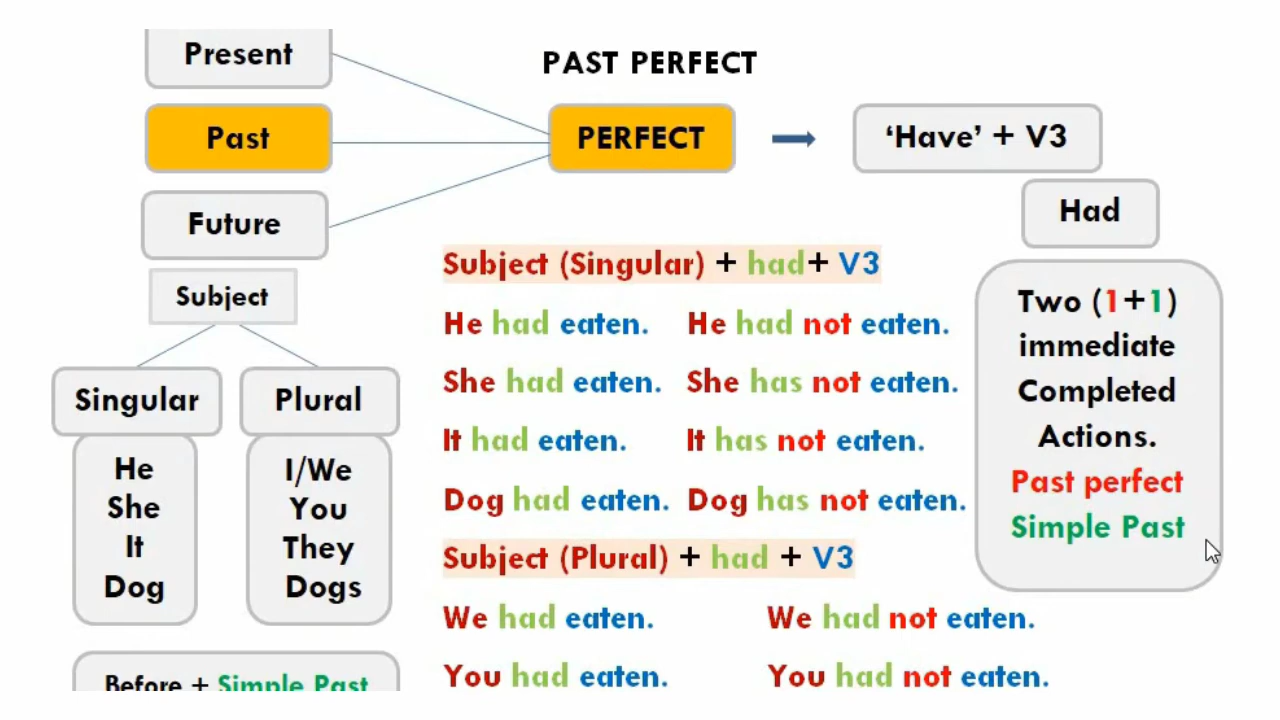 Present
PAST PERFECT
Past
PERFECT
‘Have’ + V3
Future
Had
Subject
Singular
Plural
He
She
It
Dog
I/We
You
They
Dogs
Before + Simple Past
Subject (Singular) + had+ V3
He had eaten. He had not eaten.
She had eaten. She has not eaten.
It had eaten. It has not eaten.
Dog had eaten. Dog has not eaten.
Subject (Plural) + had + V3
We had eaten. We had not eaten.
You had eaten. You had not eaten.
Two (1+1)
immediate
Completed
Actions.
Past perfect
Simple Past